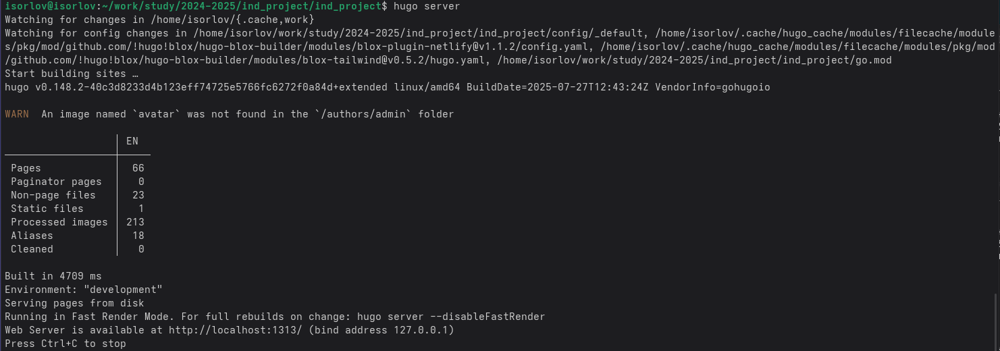 isorlov@isorlov:~/work/study/2024-2025/ind_project/ind_project$ hugo server
Watching for changes in /home/isorlov/{.cache,work}
Watching for config changes in /home/isorlov/work/study/2024-2025/ind_project/ind_project/config/_default, /home/isorlov/.cache/hugo_cache/modules/filecache/module
s/pkg/mod/github.com/!hugo!blox/hugo-blox-builder/modules/blox-plugin-netlify@v1.1.2/config.yaml, /home/isorlov/.cache/hugo_cache/modules/filecache/modules/pkg/mod
/github.com/!hugo!blox/hugo-blox-builder/modules/blox-tailwind@v0.5.2/hugo.yaml, /home/isorlov/work/study/2024-2025/ind_project/ind_project/go.mod
Start building sites …
hugo v0.148.2-40c3d8233d4b123eff74725e5766fc6272f0a84d+extended linux/amd64 BuildDate=2025-07-27T12:43:24Z VendorInfo=gohugoio
WARN  An image named `avatar` was not found in the `/authors/admin` folder
EN
Pages 66
Paginator pages 0
Non-page files 23
Static files 1
Processed images 213
Aliases 18
Cleaned 0
Built in 4709 ms
Environment: "development"
Serving pages from disk
Running in Fast Render Mode. For full rebuilds on change: hugo server --disableFastRender
Web Server is available at http://localhost:1313/ (bind address 127.0.0.1)
Press Ctrl+C to stop